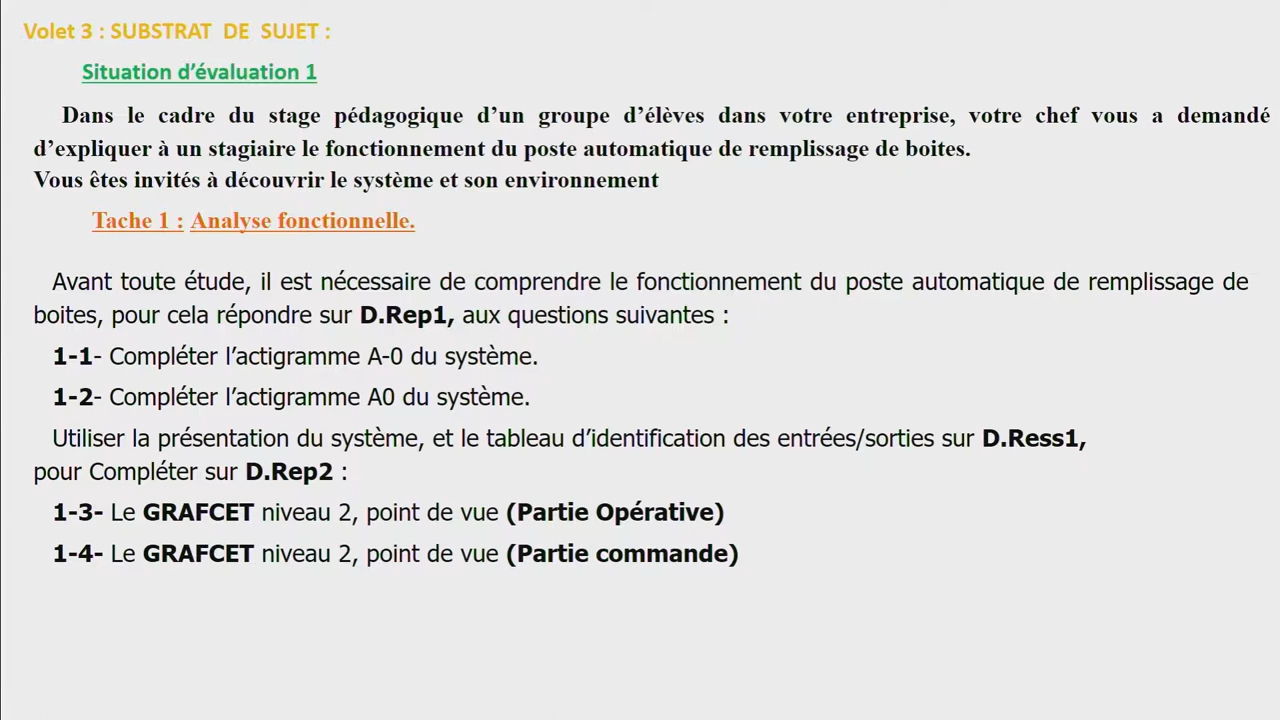 Volet 3 : SUBSTRAT DE SUJET :
Situation d’évaluation 1
Dans le cadre du stage pédagogique d’un groupe d’élèves dans votre entreprise, votre chef vous a demandé
d’expliquer à un stagiaire le fonctionnement du poste automatique de remplissage de boites.
Vous êtes invités à découvrir le système et son environnement
Tache 1 : Analyse fonctionnelle.
Avant toute étude, il est nécessaire de comprendre le fonctionnement du poste automatique de remplissage de
boites, pour cela répondre sur D.Rep1, aux questions suivantes :
1-1- Compléter l’actigramme A-0 du système.
1-2- Compléter l’actigramme A0 du système.
Utiliser la présentation du système, et le tableau d’identification des entrées/sorties sur D.Ress1,
pour Compléter sur D.Rep2 :
1-3- Le GRAFCET niveau 2, point de vue (Partie Opérative)
1-4- Le GRAFCET niveau 2, point de vue (Partie commande)